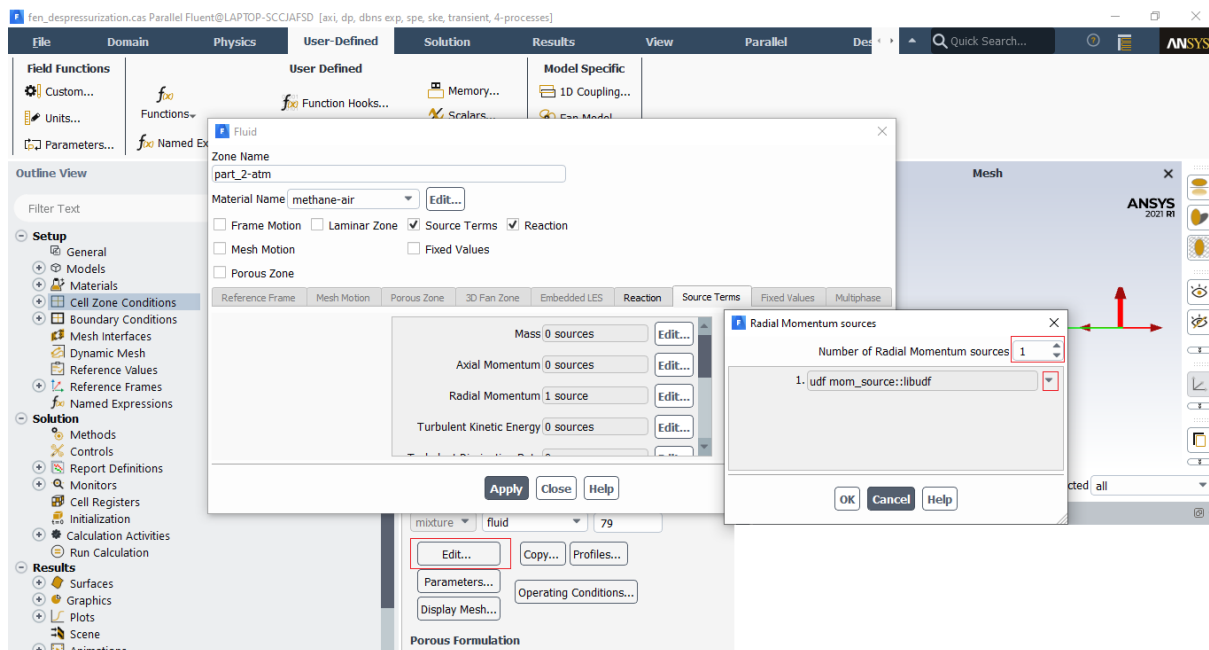 fen_despressurization.cas Parallel Fluent@LAPTOP-SCCJAFSD [axi, dp, dbns exp, spe, ske, transient, 4-processes]
File Domain Physics User-Defined Solution Results View Parallel Des Quick Search... ANSYS
Field Functions User Defined Model Specific
Custom... Memory... 1D Coupling...
f(x) Functions f(x) Function Hooks...
Units... Scalars... Fan Model
Parameters... f(x) Named Ex
Fluid
Zone Name
part_2-atm
Material Name methane-air Edit...
Frame Motion Laminar Zone Source Terms Reaction
Mesh Motion Fixed Values
Porous Zone
Reference Frame Mesh Motion Porous Zone 3D Fan Zone Embedded LES Reaction Source Terms Fixed Values Multiphase
Mass 0 sources Edit...
Axial Momentum 0 sources Edit...
Radial Momentum 1 source Edit...
Turbulent Kinetic Energy 0 sources Edit...
Apply Close Help
Radial Momentum sources
Number of Radial Momentum sources 1
1. udf mom_source::libudf
OK Cancel Help
Mesh
ANSYS
2021 R1
cted all
Outline View
Filter Text
Setup
General
Models
Materials
Cell Zone Conditions
Boundary Conditions
Mesh Interfaces
Dynamic Mesh
Reference Values
Reference Frames
f(x) Named Expressions
Solution
Methods
Controls
Report Definitions
Monitors
Cell Registers
t=0 Initialization
Calculation Activities
Run Calculation
Results
Surfaces
Graphics
Plots
Scene
Animations
mixture fluid 79
Edit... Copy... Profiles...
Parameters... Operating Conditions...
Display Mesh...
Porous Formulation